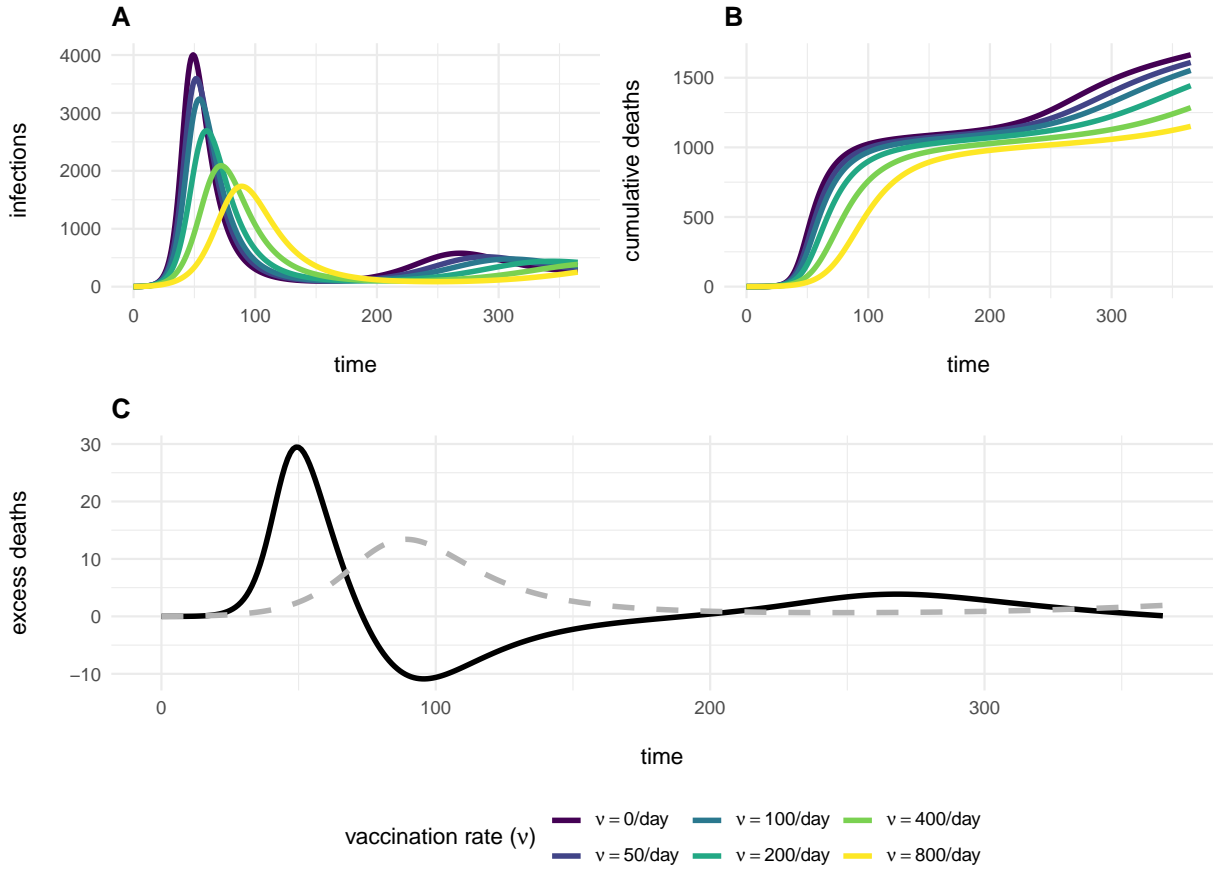 A
infections
4000
3000
2000
1000
0
0 100 200 300
time
B
cumulative deaths
1500
1000
500
0
0 100 200 300
time
C
excess deaths
30
20
10
0
−10
0 100 200 300
time
vaccination rate (ν)
ν = 0/day ν = 100/day ν = 400/day
ν = 50/day ν = 200/day ν = 800/day